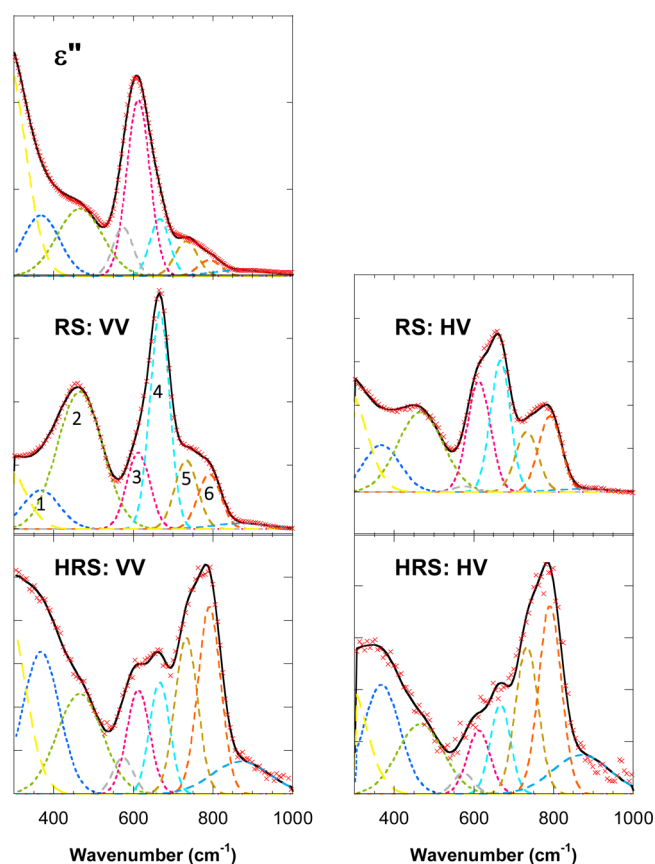 ε"
RS: VV
1
2
3
4
5
6
RS: HV
HRS: VV
HRS: HV
400 600 800 1000
400 600 800 1000
Wavenumber (cm-1)
Wavenumber (cm-1)